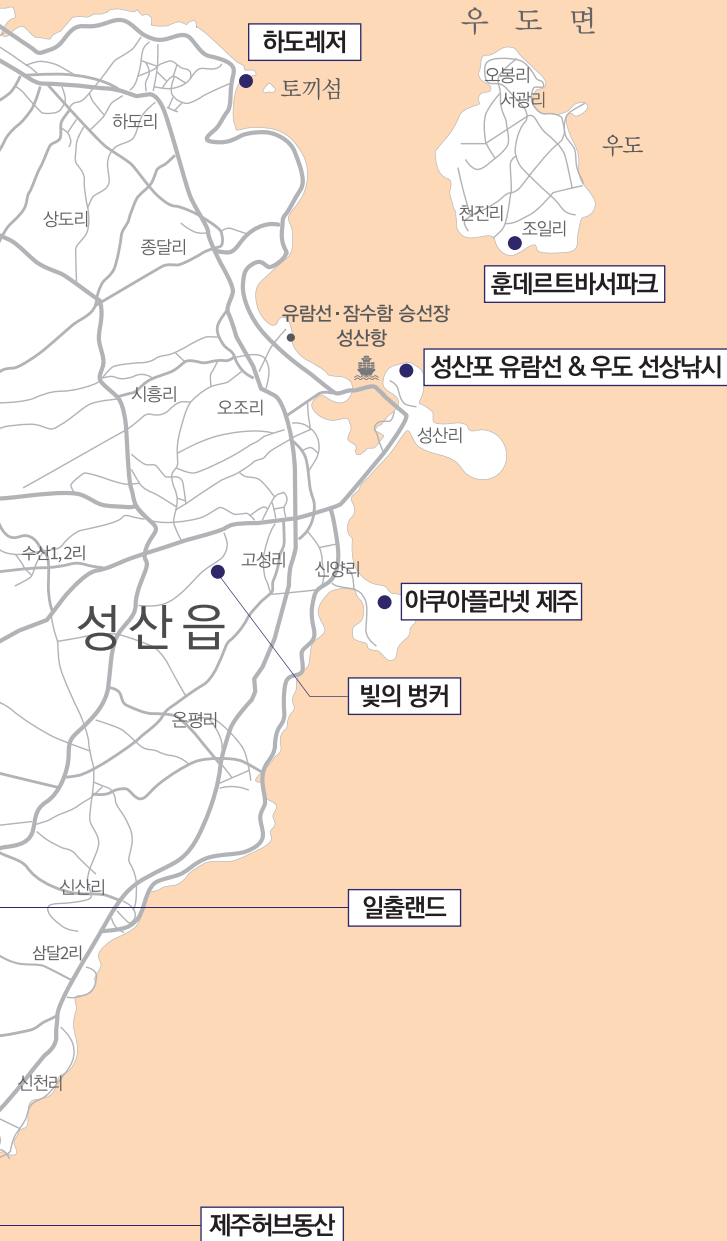 우 도 면
하도레저
토끼섬
오봉리
서광리
하도리
우도
상도리
종달리
천진리
조일리
훈데르트바서파크
유람선·잠수함 승선장
성산항
성산포 유람선 & 우도 선상낚시
시흥리
오조리
성산리
수산1,2리
고성리
신양리
아쿠아플라넷 제주
성산읍
빛의 벙커
온평리
신산리
일출랜드
삼달2리
신천리
제주허브동산